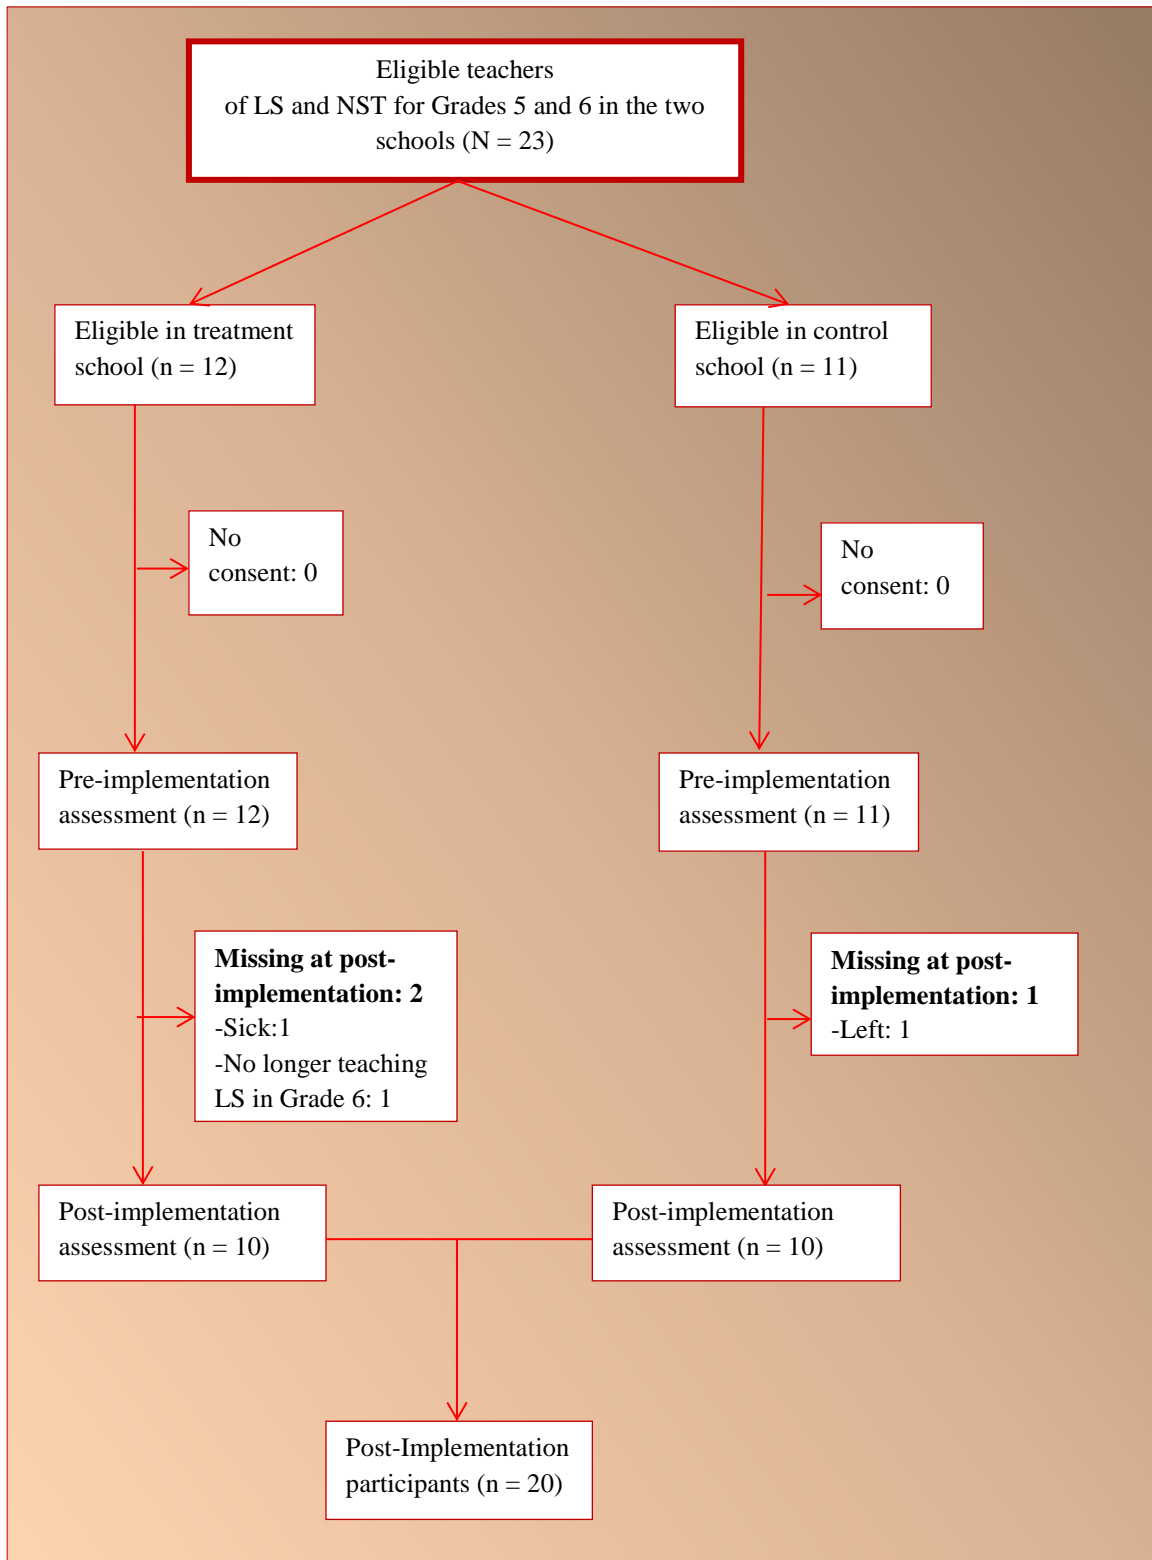 Eligible teachers
of LS and NST for Grades 5 and 6 in the two
schools (N = 23)
Eligible in treatment
school (n = 12)
Eligible in control
school (n = 11)
No
consent: 0
No
consent: 0
Pre-implementation
assessment (n = 12)
Pre-implementation
assessment (n = 11)
Missing at post-
implementation: 2
-Sick:1
-No longer teaching
LS in Grade 6: 1
Missing at post-
implementation: 1
-Left: 1
Post-implementation
assessment (n = 10)
Post-implementation
assessment (n = 10)
Post-Implementation
participants (n = 20)